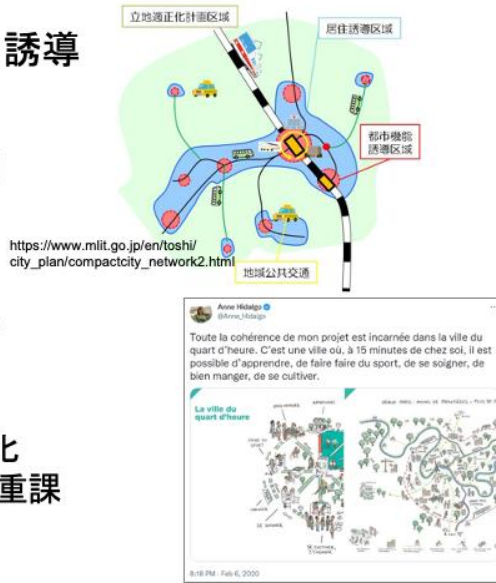 誘導
立地適正化計画区域
居住誘導区域
都市機能
誘導区域
地域公共交通
https://www.mlit.go.jp/en/toshi/
city_plan/compactcity_network2.html
化
重課
Anne Hidalgo
@Anne_Hidalgo
Toute la cohérence de mon projet est incarnée dans la ville du
quart d'heure. C'est une ville où, à 15 minutes de chez soi, il est
possible d'apprendre, de faire faire du sport, de se soigner, de
bien manger, de se cultiver.
La ville du
quart d'heure
8:18 PM · Feb 6, 2020